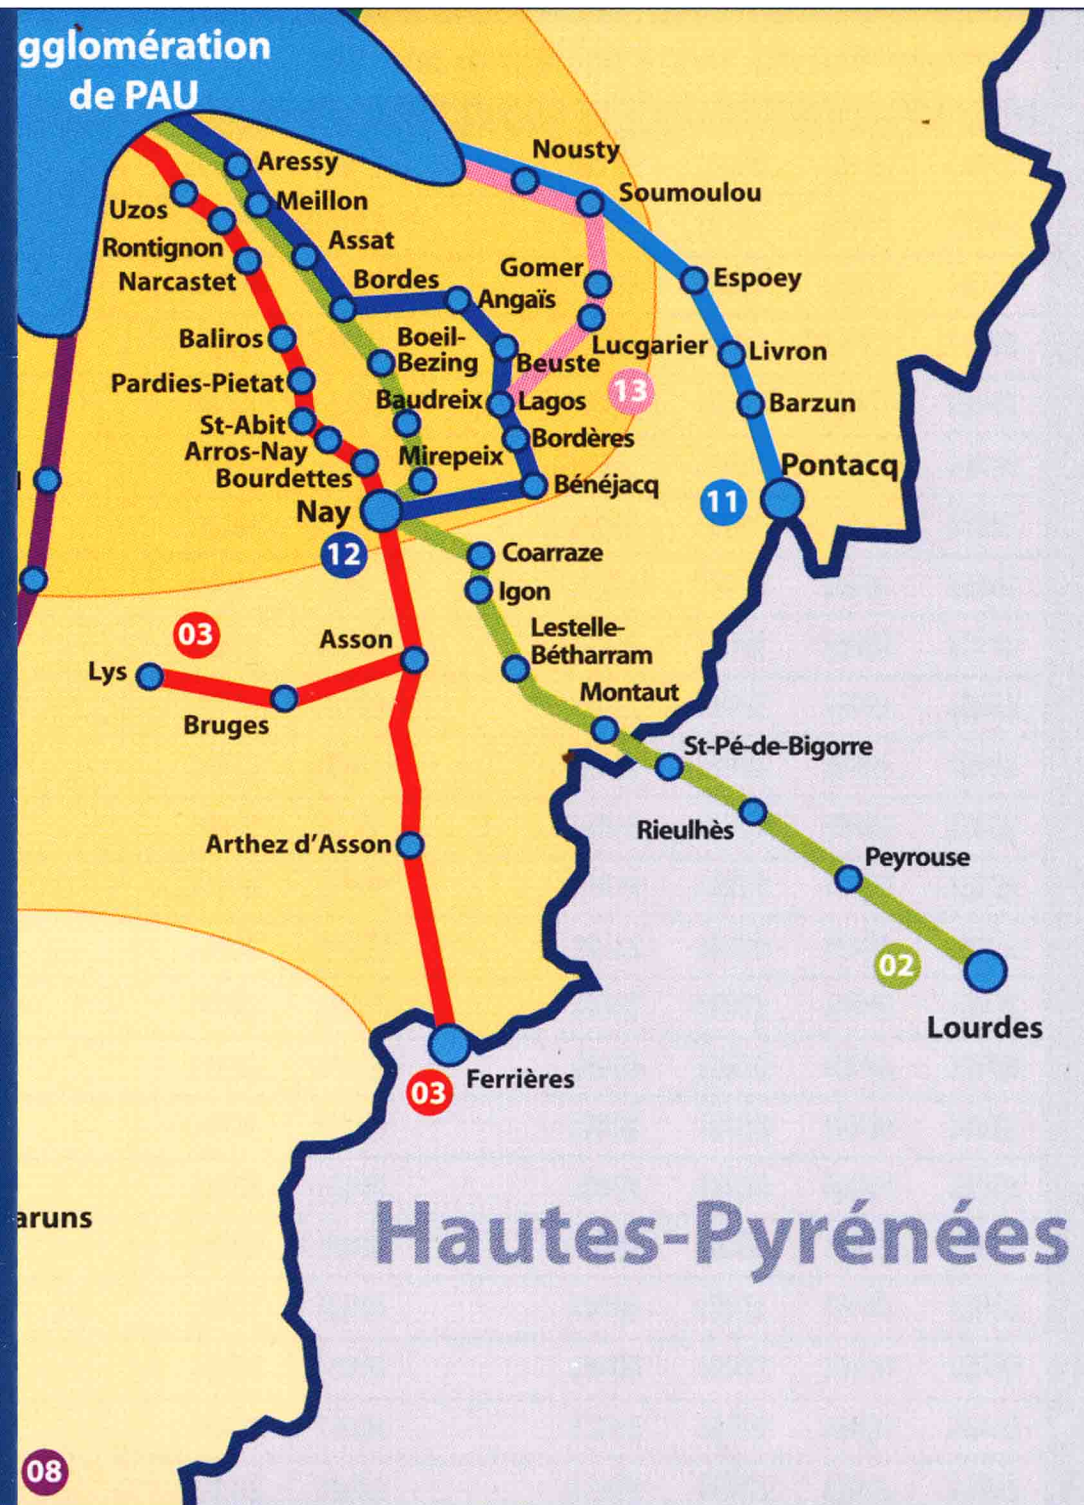 gglomération
de PAU
Aressy
Meillon
Assat
Bordes
Angaïs
Boeil-
Bezing
Beuste
Baudreix
Lagos
Bordères
Mirepeix
Bénéjacq
Nousty
Soumoulou
Gomer
Lucgarier
13
Espoey
Livron
Barzun
Pontacq
11
Uzos
Rontignon
Narcastet
Baliros
Pardies-Pietat
St-Abit
Arros-Nay
Bourdettes
Nay
12
Coarraze
Igon
Lestelle-
Bétharram
Montaut
St-Pé-de-Bigorre
Rieulhès
Peyrouse
02
Lourdes
03
Asson
Lys
Bruges
Arthez d'Asson
03
Ferrières
aruns
Hautes-Pyrénées
08